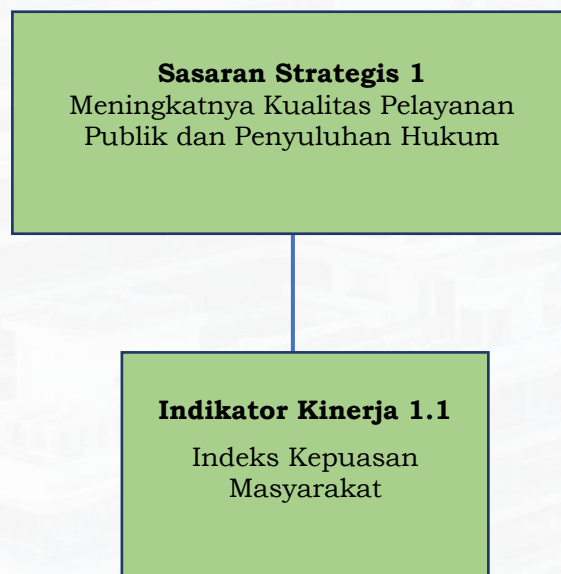 Sasaran Strategis 1
Meningkatnya Kualitas Pelayanan
Publik dan Penyuluhan Hukum
Indikator Kinerja 1.1
Indeks Kepuasan
Masyarakat